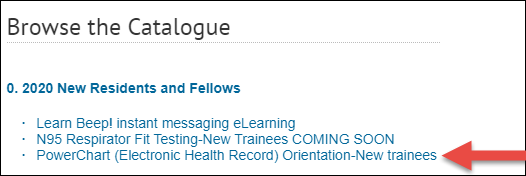 Browse the Catalogue
0. 2020 New Residents and Fellows
· Learn Beep! instant messaging eLearning
· N95 Respirator Fit Testing-New Trainees COMING SOON
· PowerChart (Electronic Health Record) Orientation-New trainees